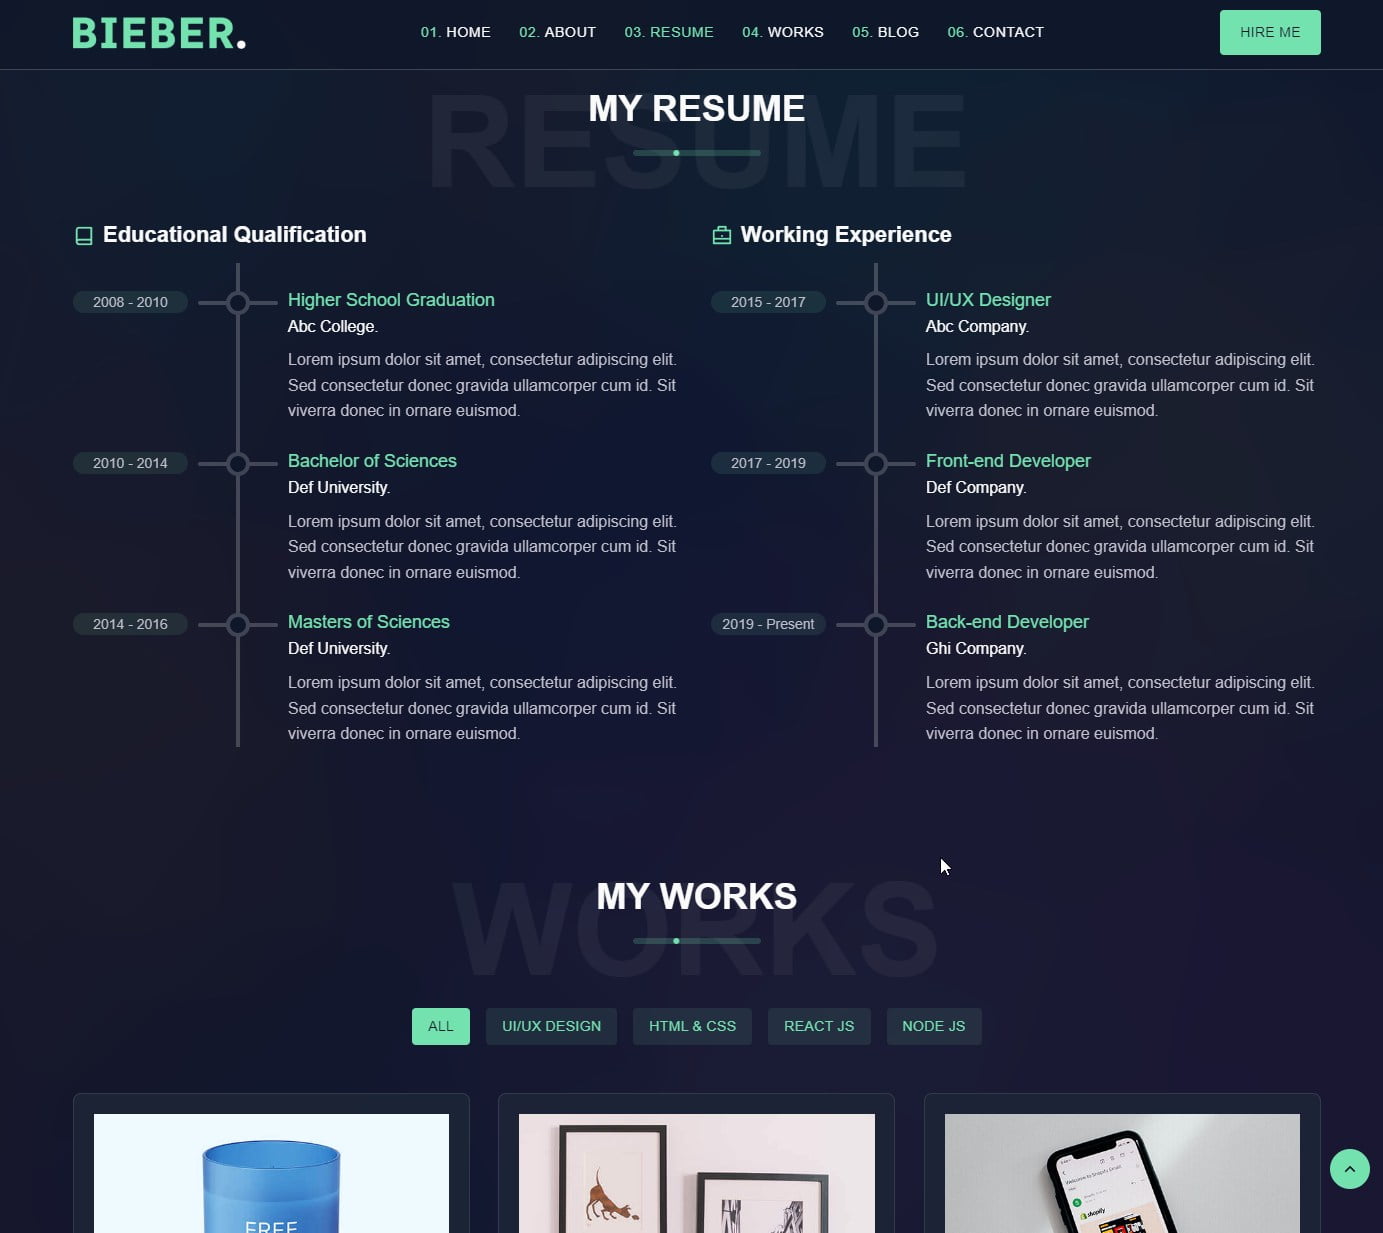 BIEBER.
01. HOME 02. ABOUT 03. RESUME 04. WORKS 05. BLOG 06. CONTACT
HIRE ME
RESUME
MY RESUME
Educational Qualification
2008 - 2010
Higher School Graduation
Abc College.
Lorem ipsum dolor sit amet, consectetur adipiscing elit.
Sed consectetur donec gravida ullamcorper cum id. Sit
viverra donec in ornare euismod.
2010 - 2014
Bachelor of Sciences
Def University.
Lorem ipsum dolor sit amet, consectetur adipiscing elit.
Sed consectetur donec gravida ullamcorper cum id. Sit
viverra donec in ornare euismod.
2014 - 2016
Masters of Sciences
Def University.
Lorem ipsum dolor sit amet, consectetur adipiscing elit.
Sed consectetur donec gravida ullamcorper cum id. Sit
viverra donec in ornare euismod.
Working Experience
2015 - 2017
UI/UX Designer
Abc Company.
Lorem ipsum dolor sit amet, consectetur adipiscing elit.
Sed consectetur donec gravida ullamcorper cum id. Sit
viverra donec in ornare euismod.
2017 - 2019
Front-end Developer
Def Company.
Lorem ipsum dolor sit amet, consectetur adipiscing elit.
Sed consectetur donec gravida ullamcorper cum id. Sit
viverra donec in ornare euismod.
2019 - Present
Back-end Developer
Ghi Company.
Lorem ipsum dolor sit amet, consectetur adipiscing elit.
Sed consectetur donec gravida ullamcorper cum id. Sit
viverra donec in ornare euismod.
WORKS
MY WORKS
ALL UI/UX DESIGN HTML & CSS REACT JS NODE JS
FREE
Welcome to Shopify Email
shopify